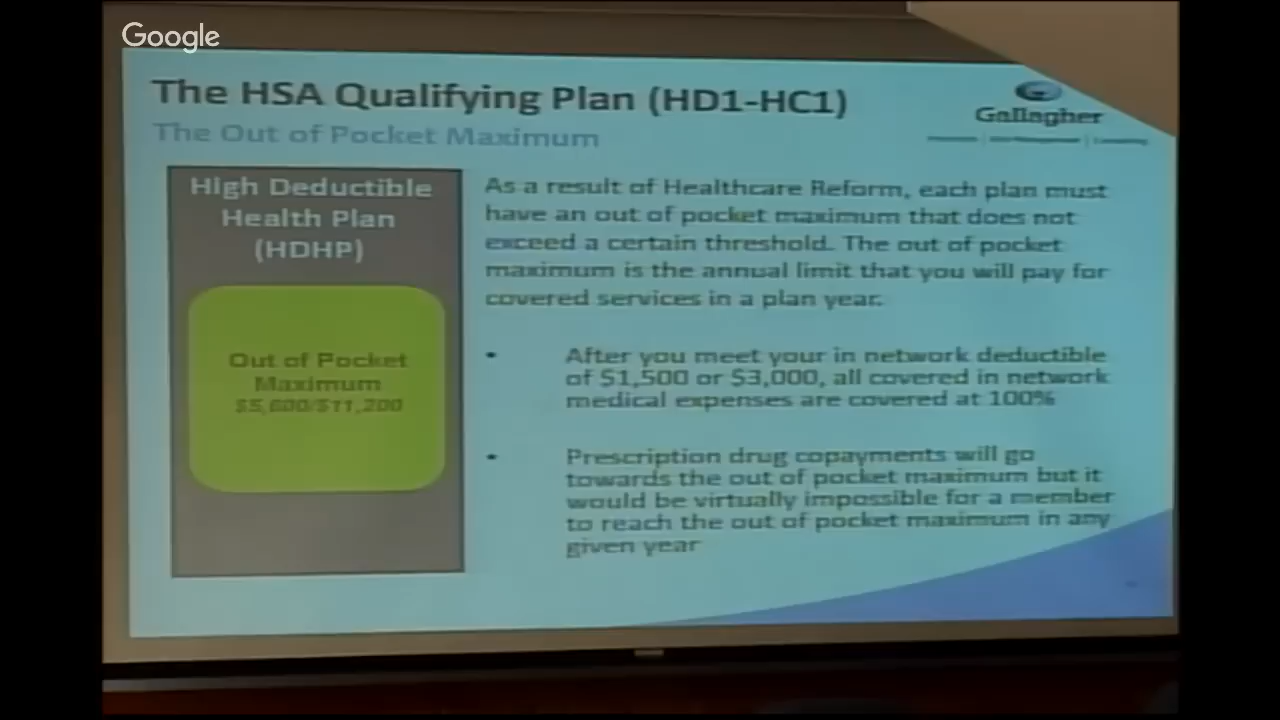 Google
The HSA Qualifying Plan (HD1-HC1)
The Out of Pocket Maximum
Gallagher
High Deductible
Health Plan
(HDHP)
Out of Pocket
Maximum
$5,600/$11,200
As a result of Healthcare Reform, each plan must
have an out of pocket maximum that does not
exceed a certain threshold. The out of pocket
maximum is the annual limit that you will pay for
covered services in a plan year.
• After you meet your in network deductible
of $1,500 or $3,000, all covered in network
medical expenses are covered at 100%
• Prescription drug copayments will go
towards the out of pocket maximum but it
would be virtually impossible for a member
to reach the out of pocket maximum in any
given year